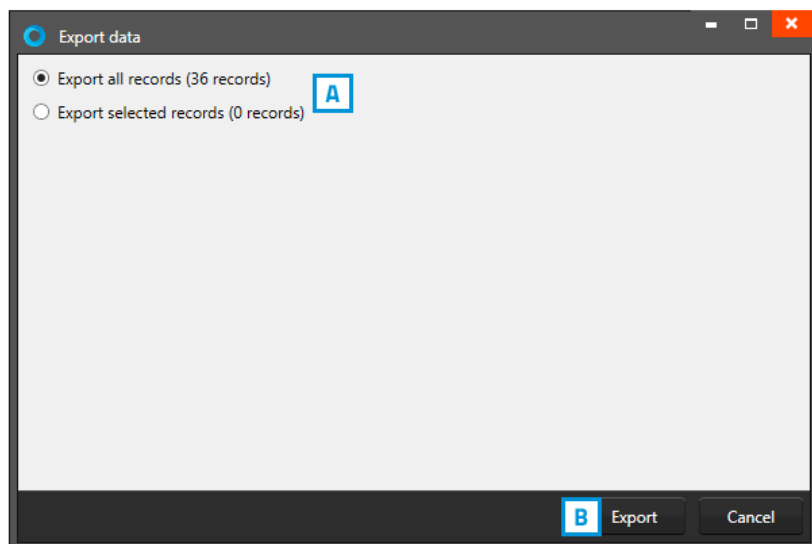 Export data
Export all records (36 records)
A
Export selected records (0 records)
B
Export
Cancel